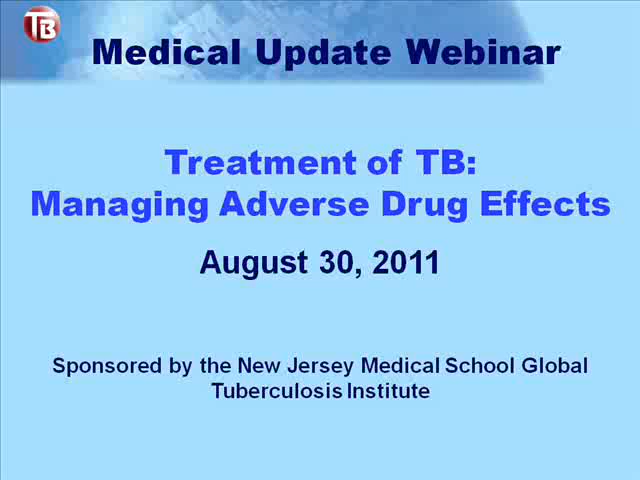 TB
Medical Update Webinar
Treatment of TB:
Managing Adverse Drug Effects
August 30, 2011
Sponsored by the New Jersey Medical School Global
Tuberculosis Institute